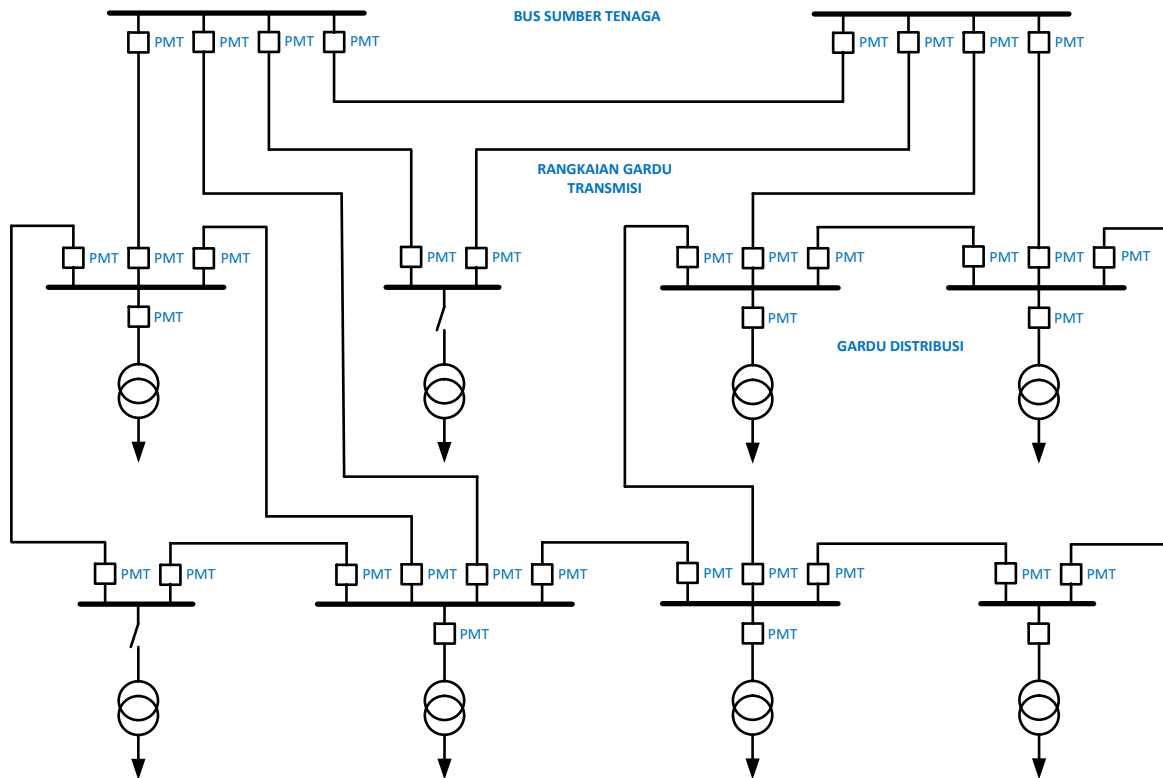 BUS SUMBER TENAGA
PMT PMT PMT PMT PMT PMT PMT PMT
RANGKAIAN GARDU
TRANSMISI
PMT PMT PMT PMT PMT PMT PMT PMT PMT PMT PMT
PMT PMT PMT
GARDU DISTRIBUSI
PMT PMT PMT PMT PMT PMT PMT PMT PMT PMT PMT
PMT PMT